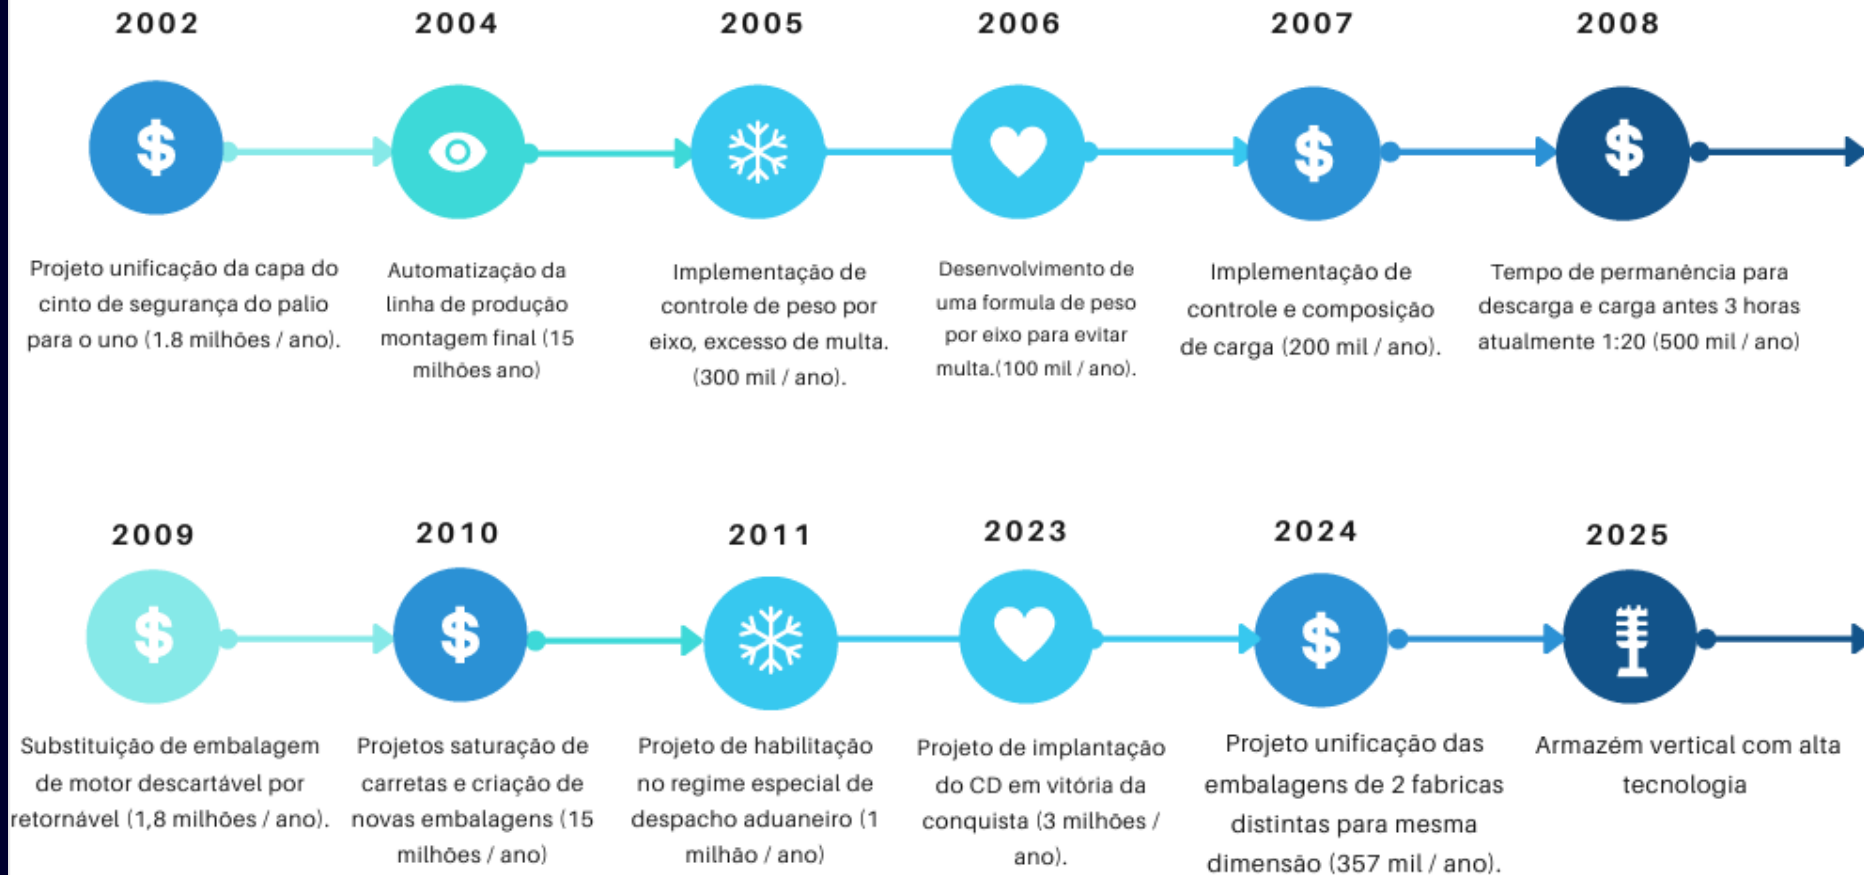 2002
Projeto unificação da capa do
cinto de segurança do palio
para o uno (1.8 milhões / ano).
2004
Automatização da
linha de produção
montagem final (15
milhões ano)
2005
Implementação de
controle de peso por
eixo, excesso de multa.
(300 mil / ano).
2006
Desenvolvimento de
uma formula de peso
por eixo para evitar
multa.(100 mil / ano).
2007
Implementação de
controle e composição
de carga (200 mil / ano).
2008
Tempo de permanência para
descarga e carga antes 3 horas
atualmente 1:20 (500 mil / ano)
2009
Substituição de embalagem
de motor descartável por
retornável (1,8 milhões / ano).
2010
Projetos saturação de
carretas e criação de
novas embalagens (15
milhões / ano)
2011
Projeto de habilitação
no regime especial de
despacho aduaneiro (1
milhão / ano)
2023
Projeto de implantação
do CD em vitória da
conquista (3 milhões /
ano).
2024
Projeto unificação das
embalagens de 2 fabricas
distintas para mesma
dimensão (357 mil / ano).
2025
Armazém vertical com alta
tecnologia